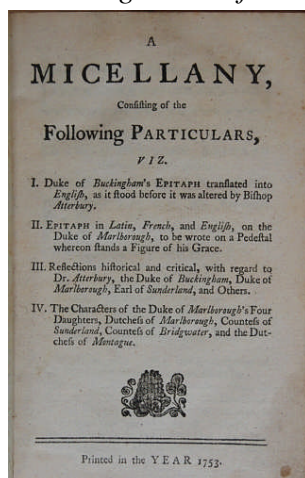 A
MICELLANY,
Conſiſting of the
Following PARTICULARS,
VIZ.
I. Duke of Buckingham's EPITAPH tranſlated into
Engliſh, as it ſtood before it was altered by Biſhop
Atterbury.
II. EPITAPH in Latin, French, and Engliſh, on the
Duke of Marlborough, to be wrote on a Pedeſtal
whereon ſtands a Figure of his Grace.
III. Reflections hiſtorical and critical, with regard to
Dr. Atterbury, the Duke of Buckingham, Duke of
Marlborough, Earl of Sunderland, and Others.
IV. The Characters of the Duke of Marlborough's Four
Daughters, Dutcheſs of Marlborough, Counteſs of
Sunderland, Counteſs of Bridgwater, and the Dut-
cheſs of Montague.
Printed in the YEAR 1753.